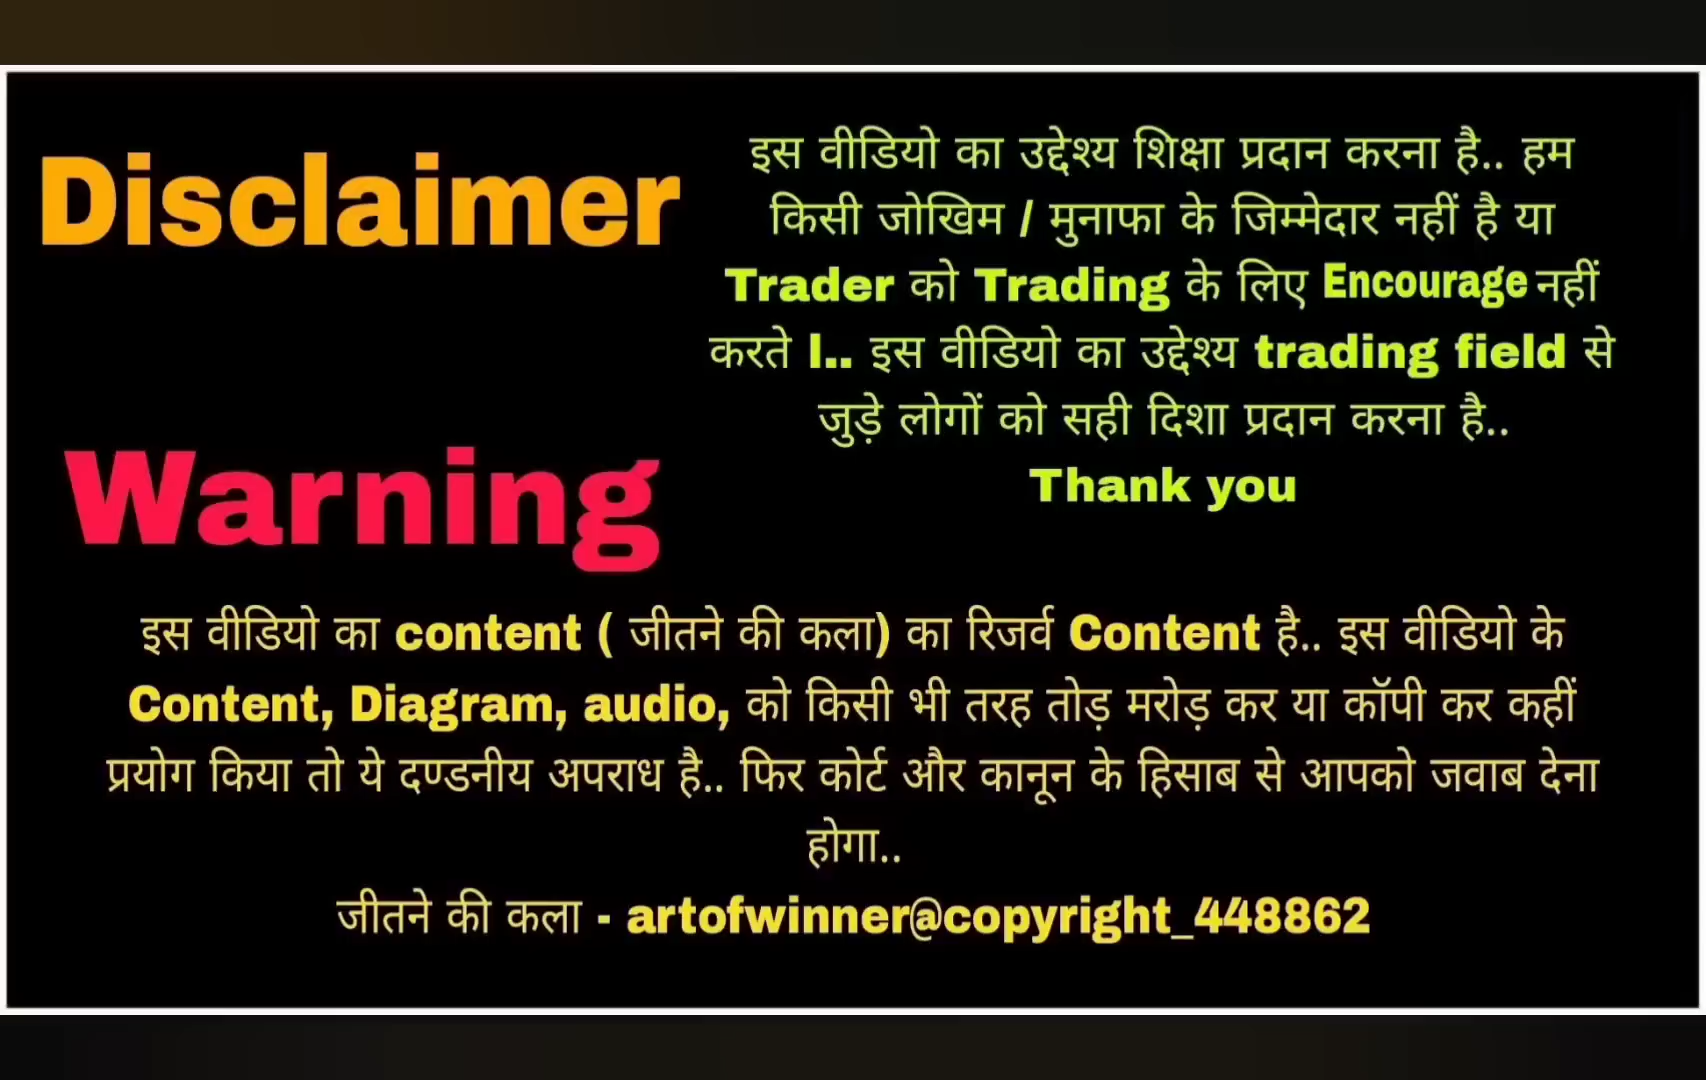 Disclaimer
इस वीडियो का उद्देश्य शिक्षा प्रदान करना है.. हम
किसी जोखिम / मुनाफा के जिम्मेदार नहीं है या
Trader को Trading के लिए Encourage नहीं
करते l.. इस वीडियो का उद्देश्य trading field से
जुड़े लोगों को सही दिशा प्रदान करना है..
Thank you
Warning
इस वीडियो का content ( जीतने की कला) का रिजर्व Content है.. इस वीडियो के
Content, Diagram, audio, को किसी भी तरह तोड़ मरोड़ कर या कॉपी कर कहीं
प्रयोग किया तो ये दण्डनीय अपराध है.. फिर कोर्ट और कानून के हिसाब से आपको जवाब देना
होगा..
जीतने की कला - artofwinner@copyright_448862